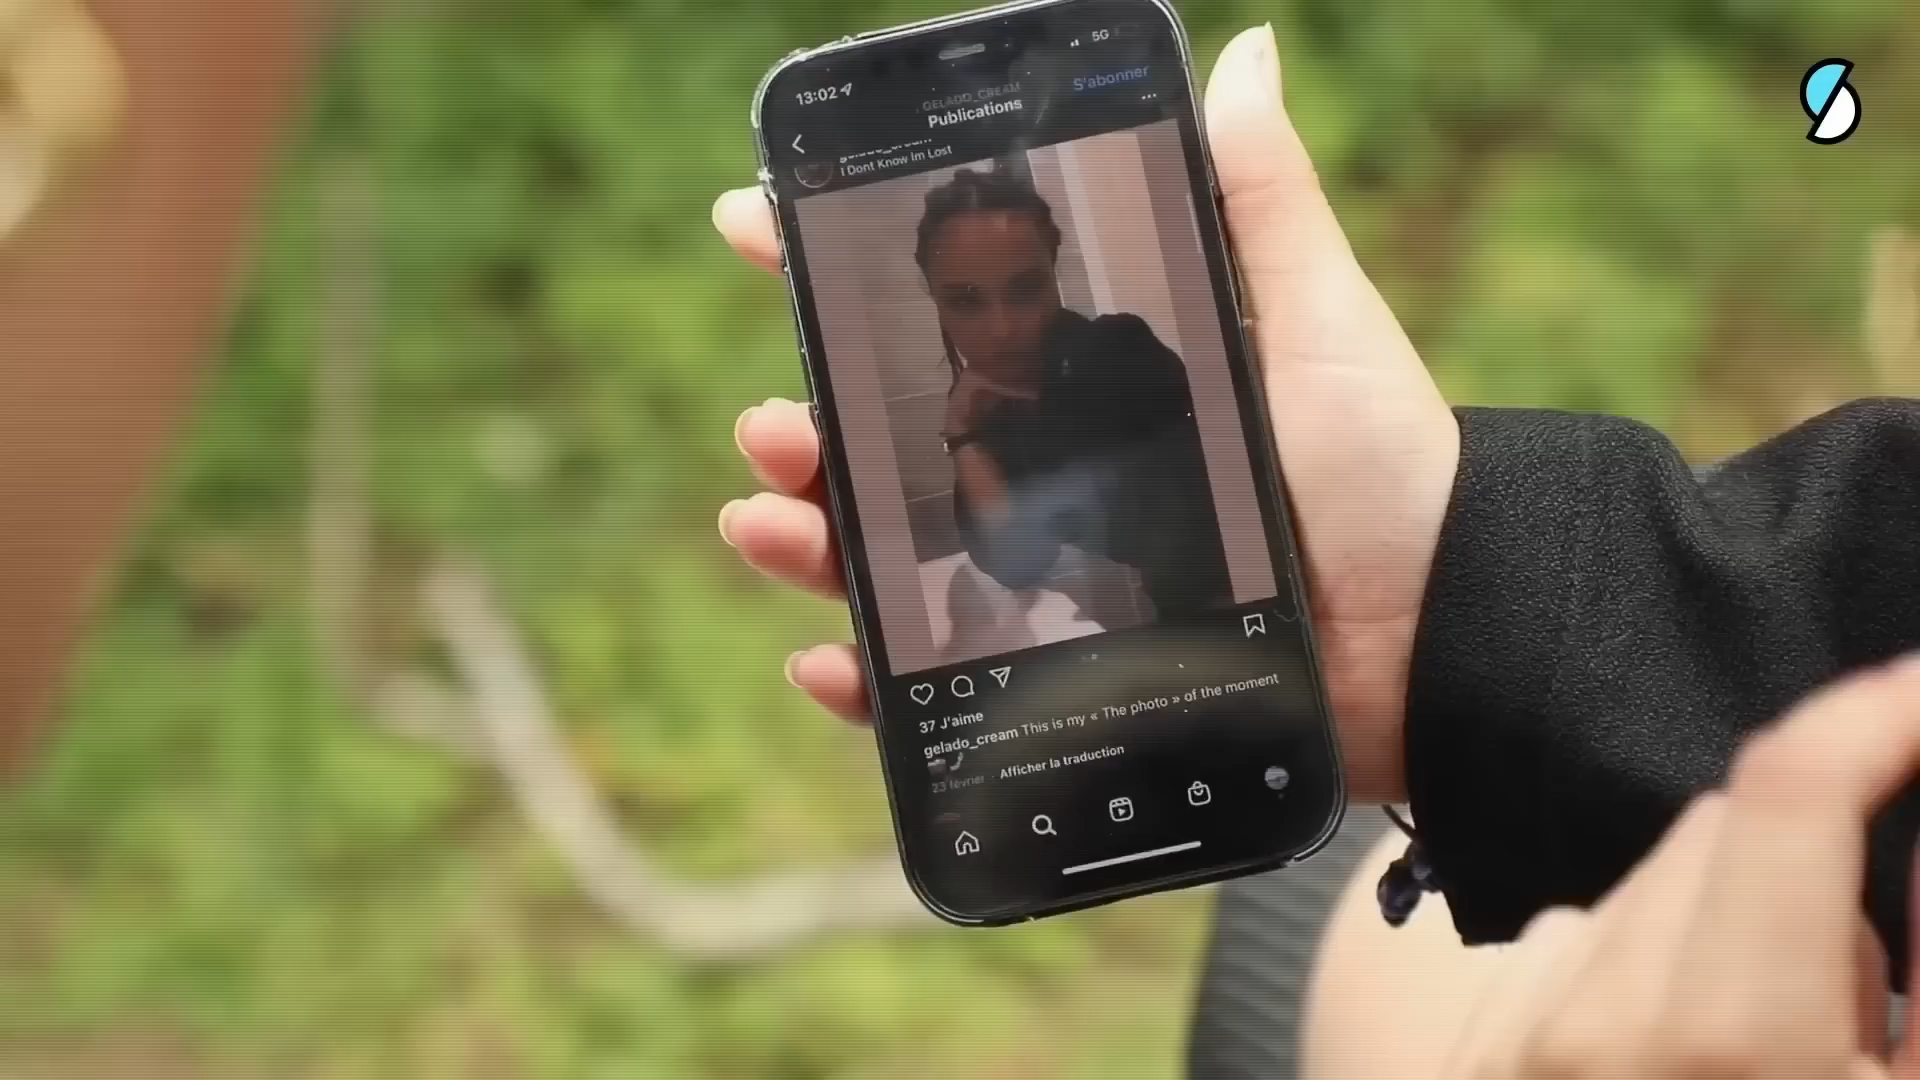 13:02
5G
GELADO_CREAM
S'abonner
Publications
gelado_cream
I Dont Know Im Lost
37 J'aime
gelado_cream This is my « The photo » of the moment
23 février · Afficher la traduction